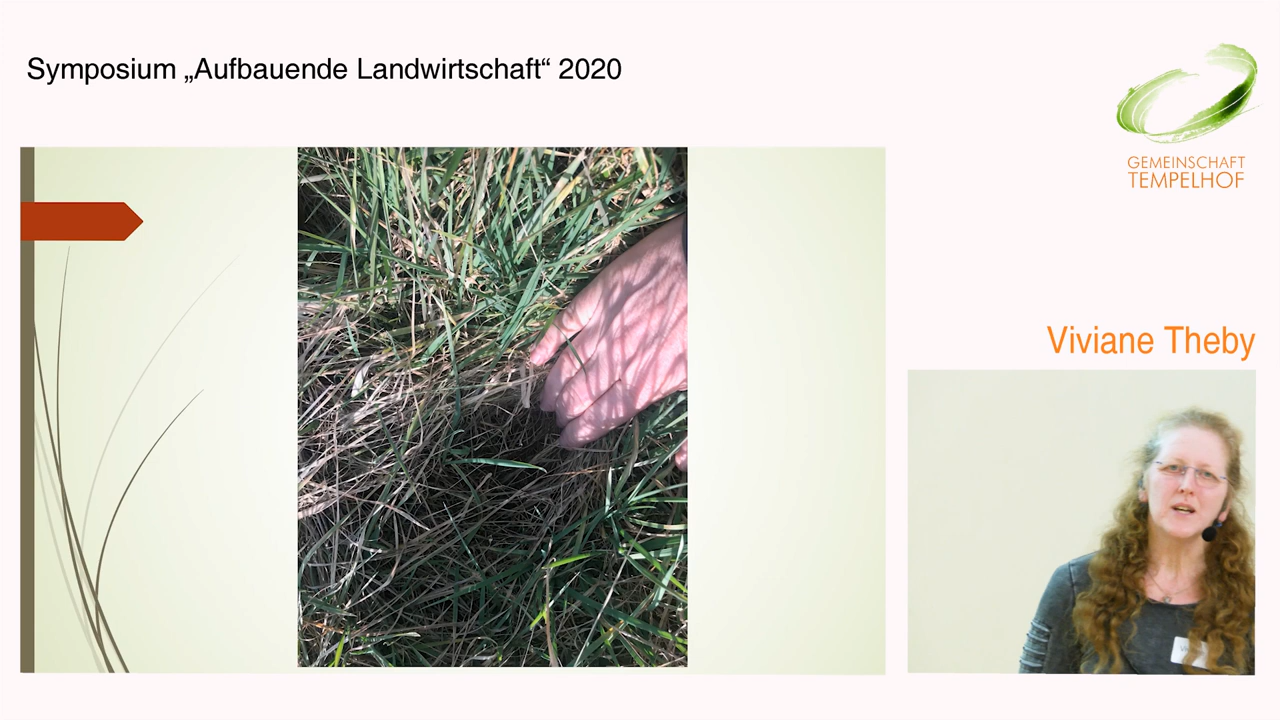 Symposium „Aufbauende Landwirtschaft“ 2020
GEMEINSCHAFT
TEMPELHOF
Viviane Theby